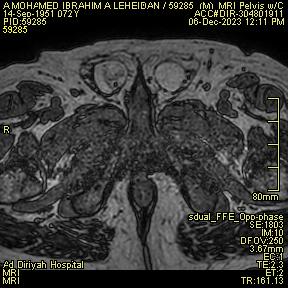 A MOHAMED IBRAHIM A LEHEIDAN / 59285 (M) MRI Pelvis w/C
14-Sep-1951 072Y ACC#DIR-304801911
PID:59285 06-Dec-2023 12:11 PM
59285
R
80mm
sdual_FFE_Opp-phase
SE:1803
IM:10
DFOV:250
3.67mm
EC:1
Ad Diriyah Hospital TE:2.3
MRI ET:2
MRI TR:161.13